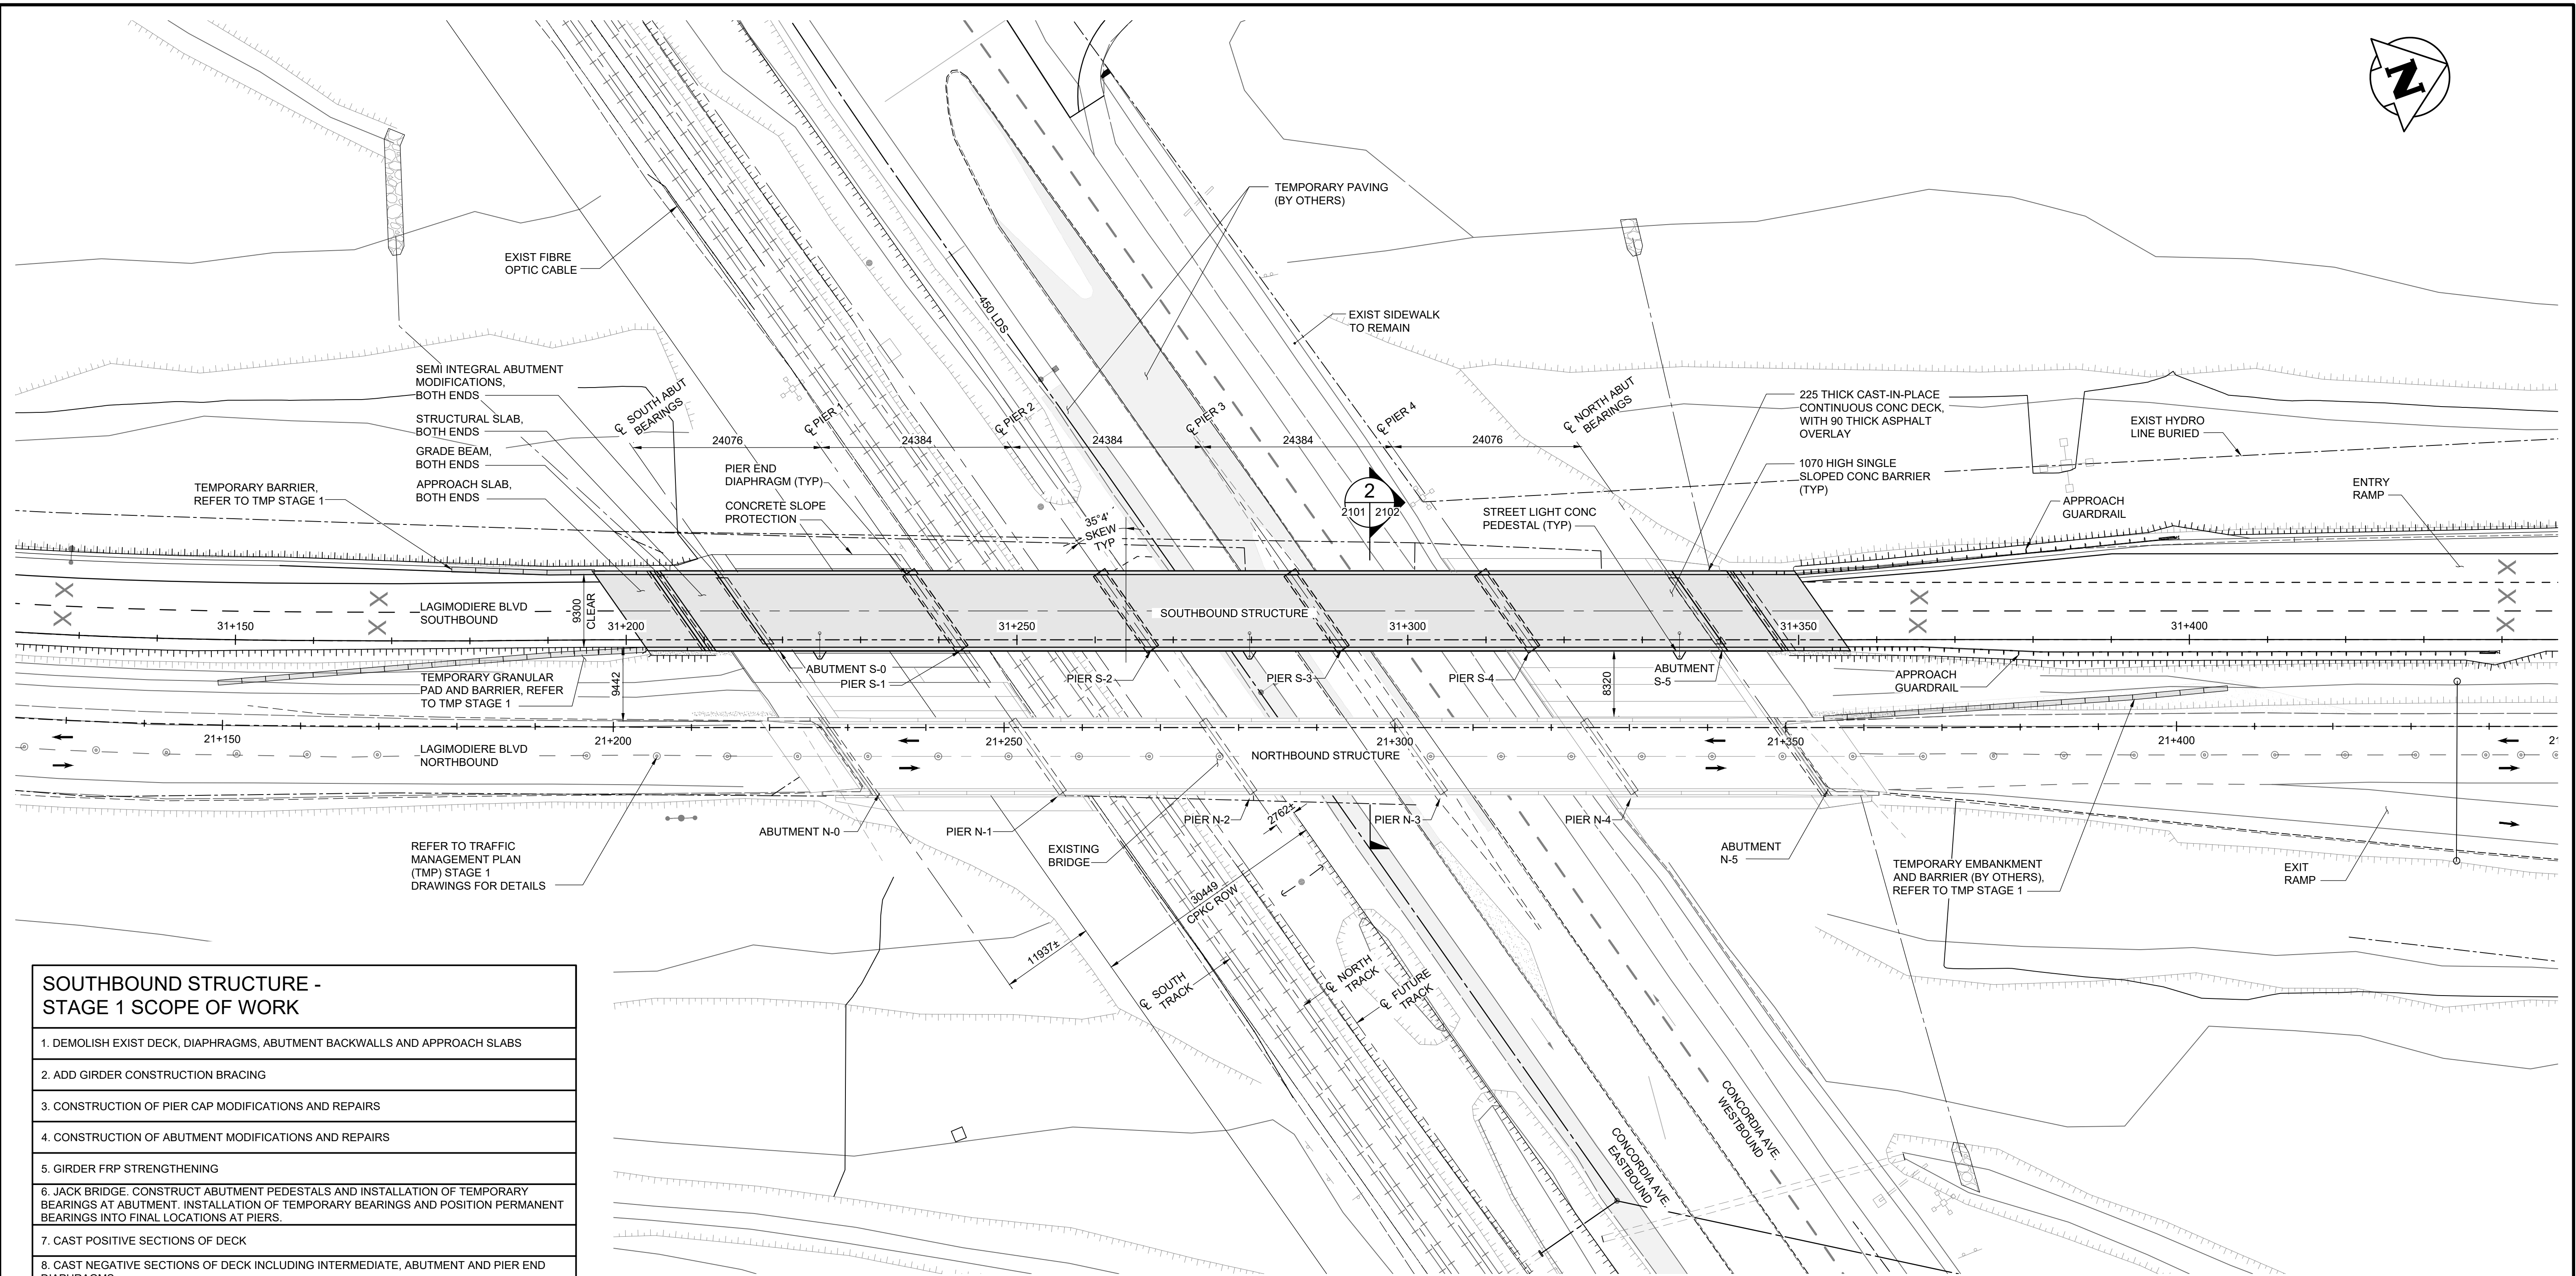 N
TEMPORARY PAVING
(BY OTHERS)
EXIST FIBRE
OPTIC CABLE
450 LDS
EXIST SIDEWALK
TO REMAIN
SEMI INTEGRAL ABUTMENT
MODIFICATIONS,
BOTH ENDS
STRUCTURAL SLAB,
BOTH ENDS
GRADE BEAM,
BOTH ENDS
APPROACH SLAB,
BOTH ENDS
TEMPORARY BARRIER,
REFER TO TMP STAGE 1
℄ SOUTH ABUT
BEARINGS
℄ PIER 1
℄ PIER 2
℄ PIER 3
℄ PIER 4
℄ NORTH ABUT
BEARINGS
24076
24384
24384
24384
24076
PIER END
DIAPHRAGM (TYP)
CONCRETE SLOPE
PROTECTION
35°4'
SKEW
TYP
2
2101
2102
STREET LIGHT CONC
PEDESTAL (TYP)
225 THICK CAST-IN-PLACE
CONTINUOUS CONC DECK,
WITH 90 THICK ASPHALT
OVERLAY
1070 HIGH SINGLE
SLOPED CONC BARRIER
(TYP)
EXIST HYDRO
LINE BURIED
APPROACH
GUARDRAIL
ENTRY
RAMP
LAGIMODIERE BLVD
SOUTHBOUND
9300
CLEAR
SOUTHBOUND STRUCTURE
31+150
31+200
31+250
31+300
31+350
31+400
TEMPORARY GRANULAR
PAD AND BARRIER, REFER
TO TMP STAGE 1
9442
ABUTMENT S-0
PIER S-1
PIER S-2
PIER S-3
PIER S-4
8320
ABUTMENT
S-5
APPROACH
GUARDRAIL
21+150
21+200
21+250
21+300
21+350
21+400
21
LAGIMODIERE BLVD
NORTHBOUND
NORTHBOUND STRUCTURE
ABUTMENT N-0
PIER N-1
PIER N-2
2762±
PIER N-3
PIER N-4
ABUTMENT
N-5
EXISTING
BRIDGE
REFER TO TRAFFIC
MANAGEMENT PLAN
(TMP) STAGE 1
DRAWINGS FOR DETAILS
TEMPORARY EMBANKMENT
AND BARRIER (BY OTHERS),
REFER TO TMP STAGE 1
EXIT
RAMP
30449
CPKC ROW
11937±
℄ SOUTH
TRACK
℄ NORTH
TRACK
℄ FUTURE
TRACK
CONCORDIA AVE.
WESTBOUND
CONCORDIA AVE.
EASTBOUND
SOUTHBOUND STRUCTURE -
STAGE 1 SCOPE OF WORK
1. DEMOLISH EXIST DECK, DIAPHRAGMS, ABUTMENT BACKWALLS AND APPROACH SLABS
2. ADD GIRDER CONSTRUCTION BRACING
3. CONSTRUCTION OF PIER CAP MODIFICATIONS AND REPAIRS
4. CONSTRUCTION OF ABUTMENT MODIFICATIONS AND REPAIRS
5. GIRDER FRP STRENGTHENING
6. JACK BRIDGE. CONSTRUCT ABUTMENT PEDESTALS AND INSTALLATION OF TEMPORARY
BEARINGS AT ABUTMENT. INSTALLATION OF TEMPORARY BEARINGS AND POSITION PERMANENT
BEARINGS INTO FINAL LOCATIONS AT PIERS.
7. CAST POSITIVE SECTIONS OF DECK
8. CAST NEGATIVE SECTIONS OF DECK INCLUDING INTERMEDIATE, ABUTMENT AND PIER END